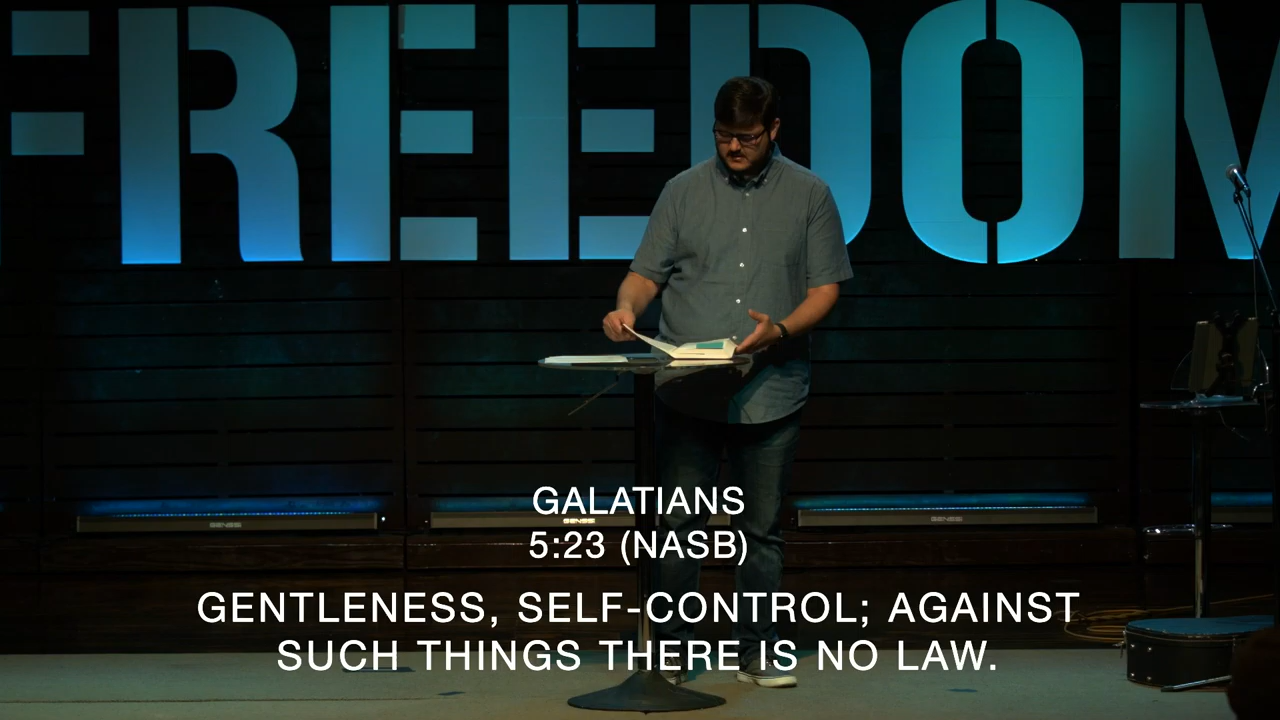 FREEDOM
GALATIANS
5:23 (NASB)
GENTLENESS, SELF-CONTROL; AGAINST
SUCH THINGS THERE IS NO LAW.